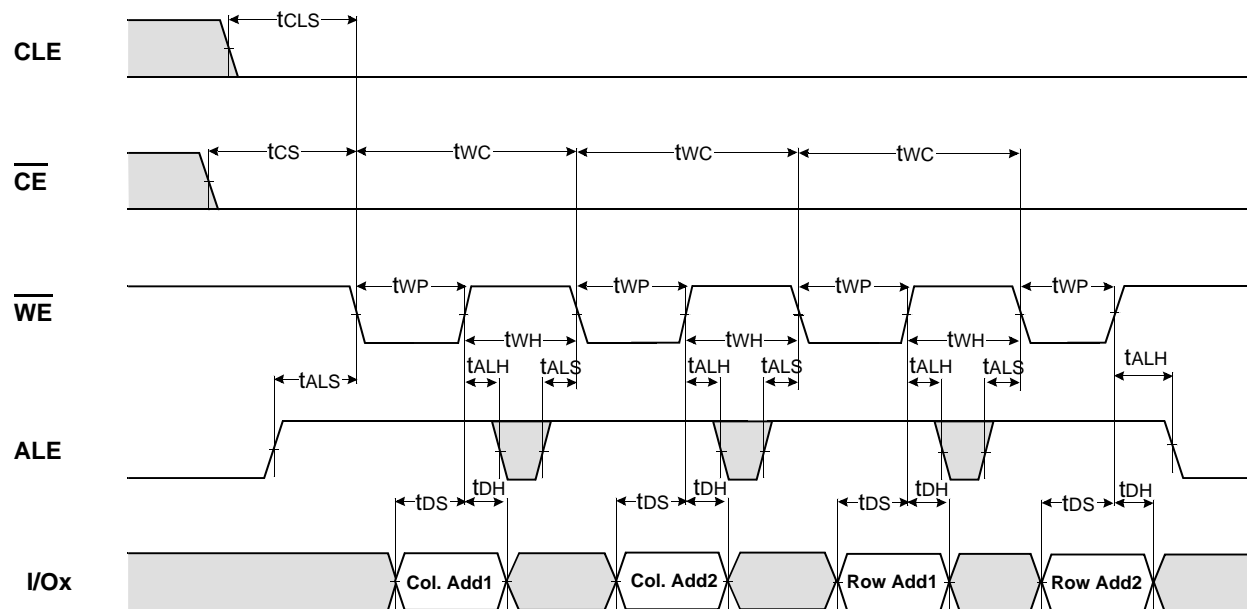 tCLS
CLE
tCS tWC tWC tWC
CE
tWP tWP tWP tWP
WE
tWH tWH tWH
tALH tALS tALH tALS tALH tALS tALH
tALS
ALE
tDS tDH tDS tDH tDS tDH tDS tDH
I/Ox Col. Add1 Col. Add2 Row Add1 Row Add2